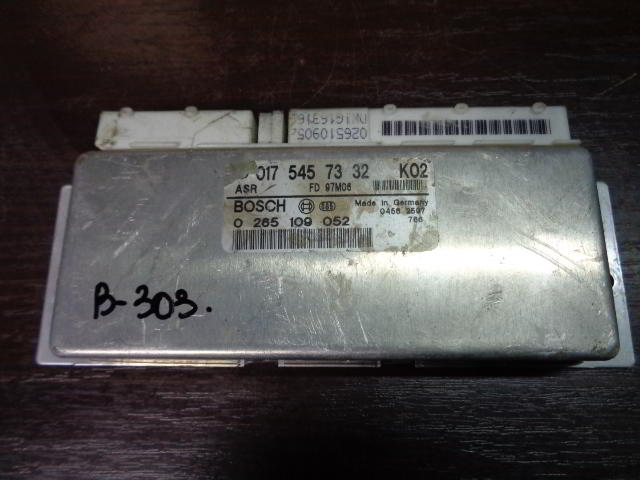 0265109052
017 545 73 32 K02
ASR FD 97M06
BOSCH Made in Germany
0 265 109 052
766
B-303.